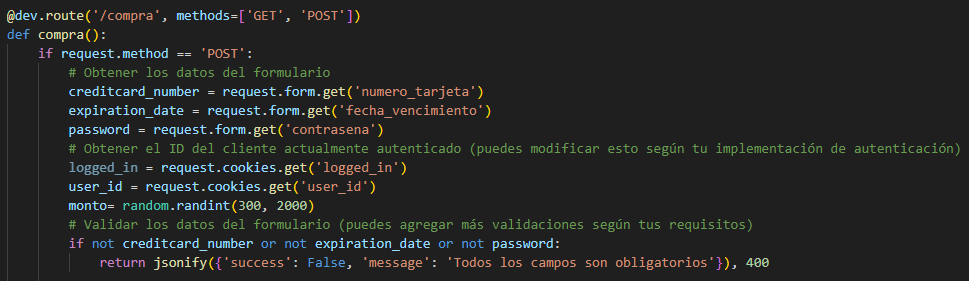 @dev.route('/compra', methods=['GET', 'POST'])
def compra():
    if request.method == 'POST':
        # Obtener los datos del formulario
        creditcard_number = request.form.get('numero_tarjeta')
        expiration_date = request.form.get('fecha_vencimiento')
        password = request.form.get('contrasena')
        # Obtener el ID del cliente actualmente autenticado (puedes modificar esto según tu implementación de autenticación)
        logged_in = request.cookies.get('logged_in')
        user_id = request.cookies.get('user_id')
        monto= random.randint(300, 2000)
        # Validar los datos del formulario (puedes agregar más validaciones según tus requisitos)
        if not creditcard_number or not expiration_date or not password:
            return jsonify({'success': False, 'message': 'Todos los campos son obligatorios'}), 400